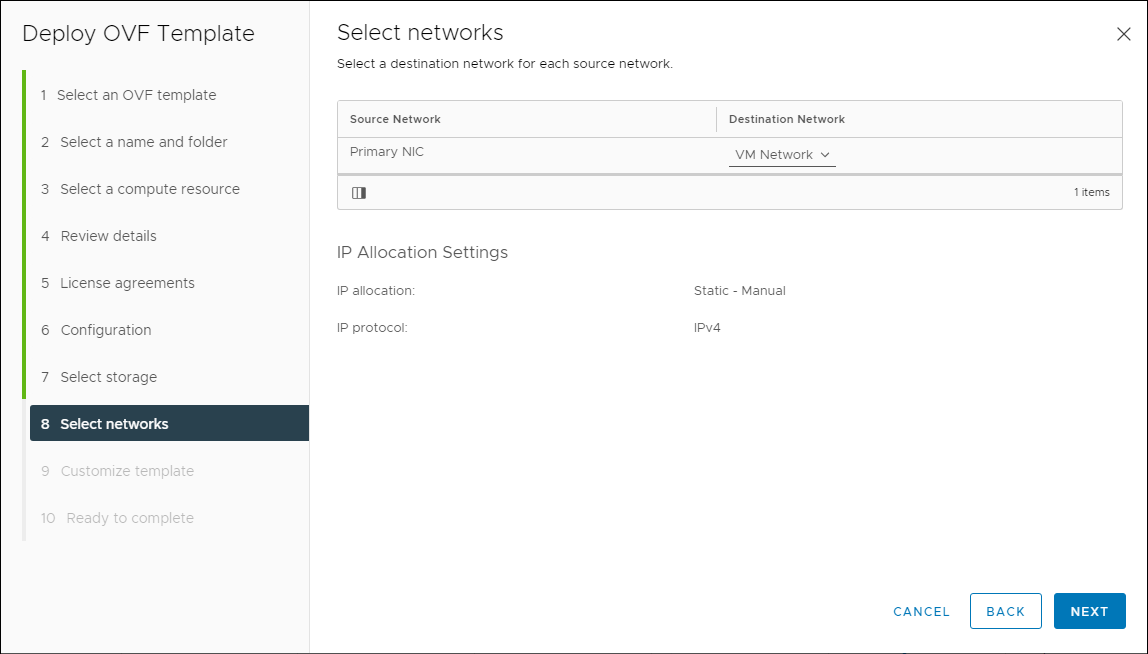 Deploy OVF Template
1 Select an OVF template
2 Select a name and folder
3 Select a compute resource
4 Review details
5 License agreements
6 Configuration
7 Select storage
8 Select networks
9 Customize template
10 Ready to complete
Select networks
Select a destination network for each source network.
Source Network Destination Network
Primary NIC VM Network
1 items
IP Allocation Settings
IP allocation: Static - Manual
IP protocol: IPv4
CANCEL BACK NEXT